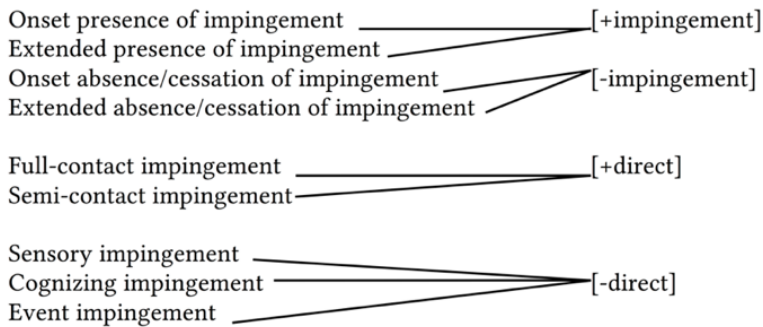 Onset presence of impingement [+impingement]
Extended presence of impingement
Onset absence/cessation of impingement [-impingement]
Extended absence/cessation of impingement
Full-contact impingement [+direct]
Semi-contact impingement
Sensory impingement
Cognizing impingement [-direct]
Event impingement